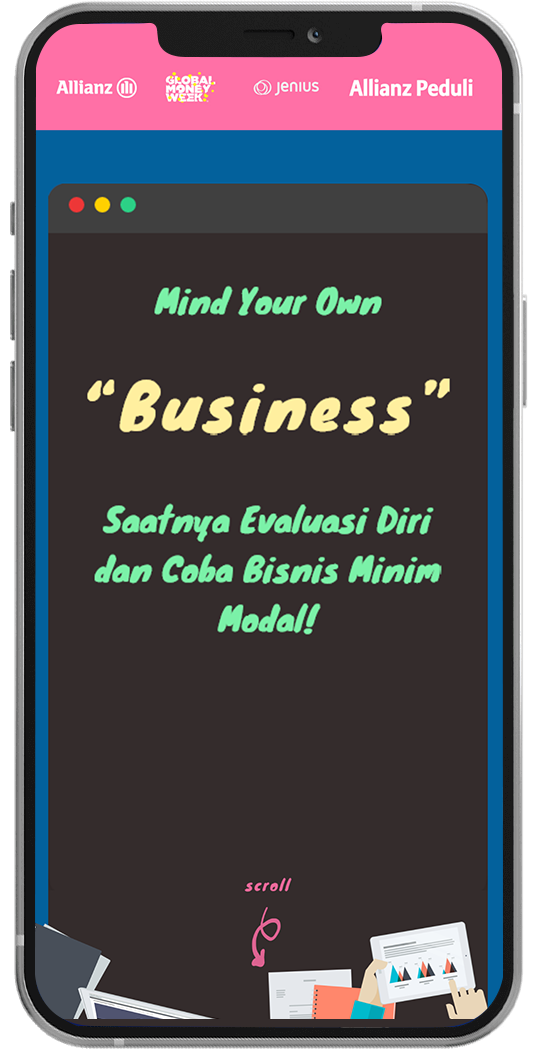 Allianz
GLOBAL
MONEY
WEEK
Jenius
Allianz Peduli
Mind Your Own
“Business”
Saatnya Evaluasi Diri
dan Coba Bisnis Minim
Modal!
scroll